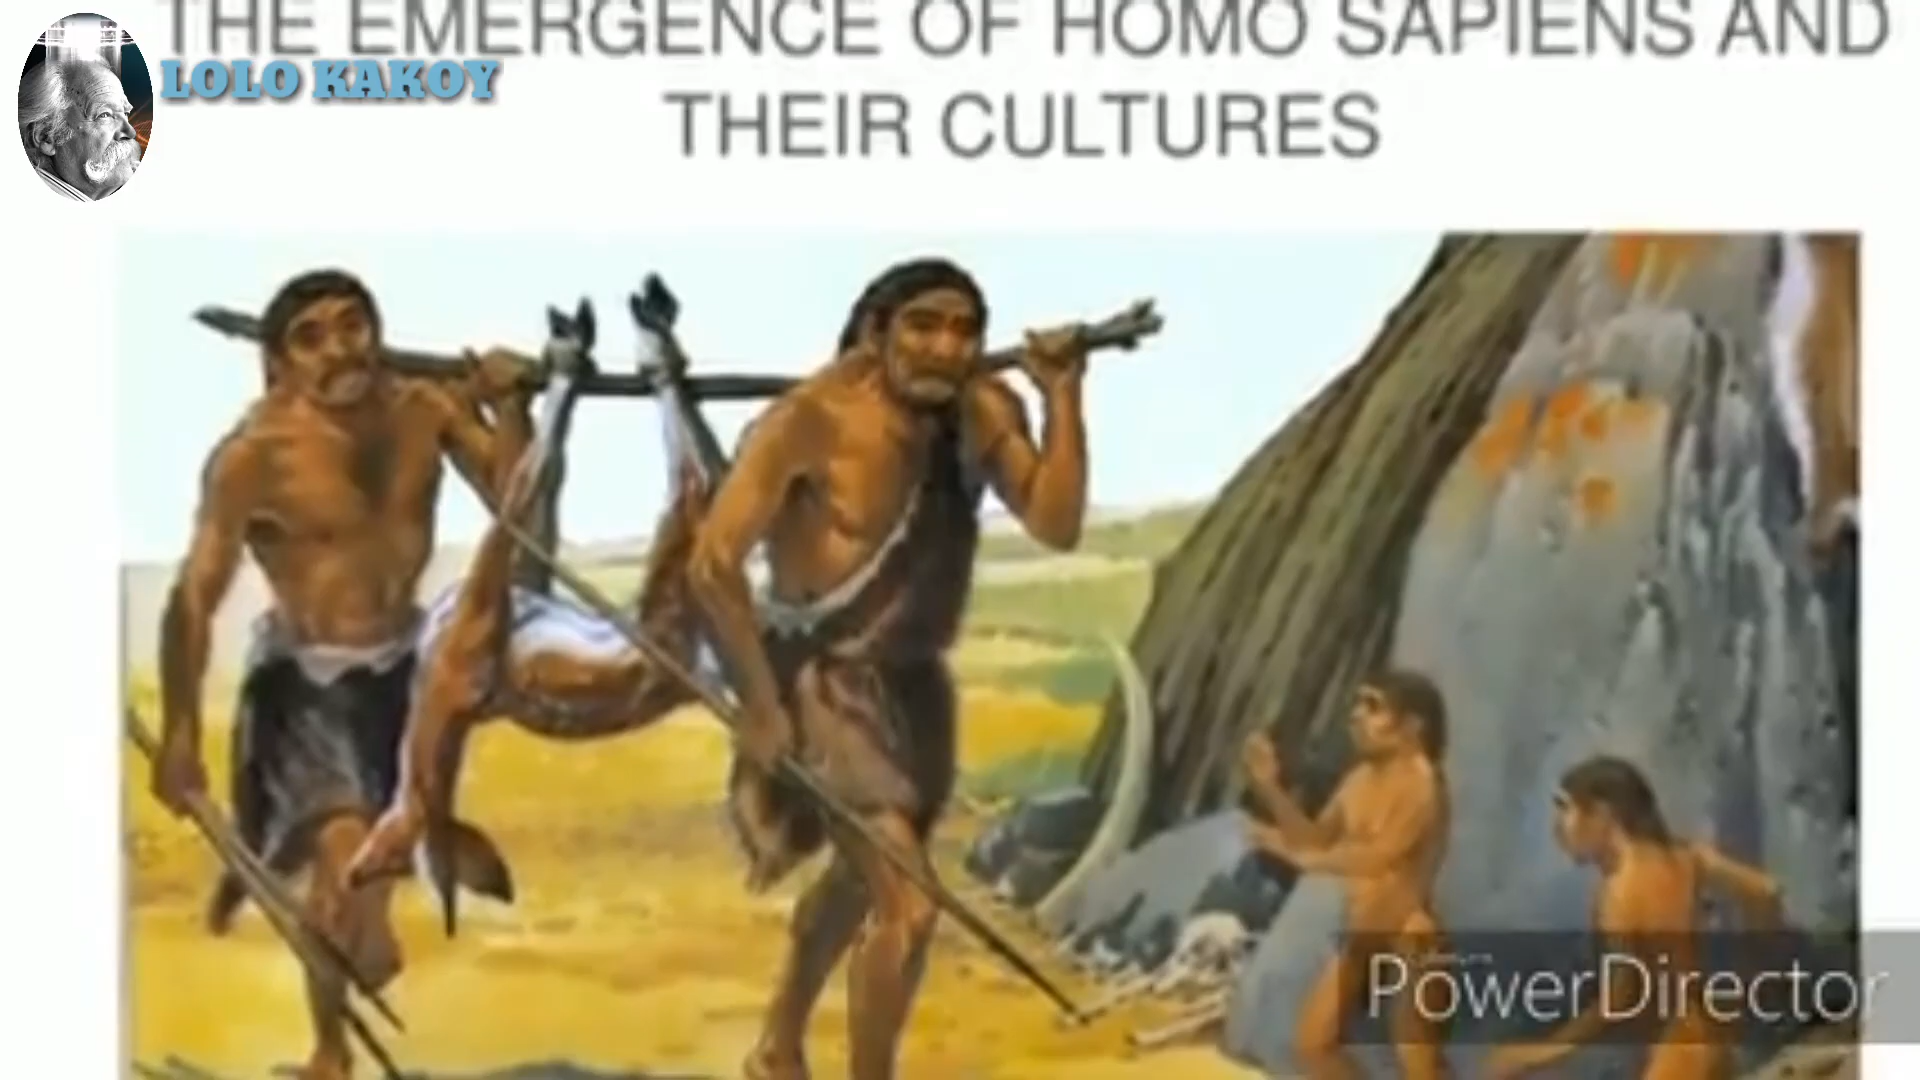 THE EMERGENCE OF HOMO SAPIENS AND
LOLO KAKOY
THEIR CULTURES
PowerDirector